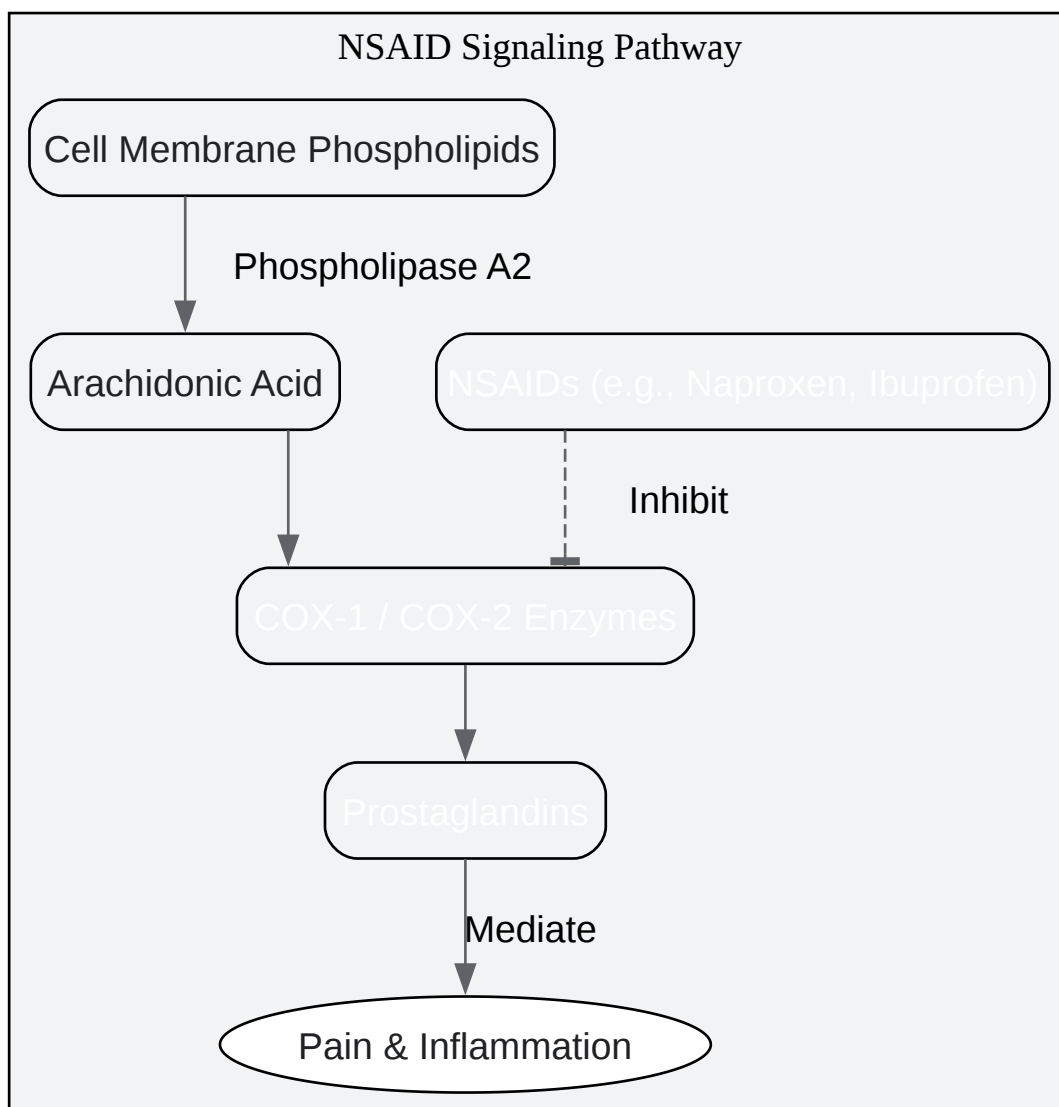 NSAID Signaling Pathway
Cell Membrane Phospholipids
Phospholipase A2
Arachidonic Acid
NSAIDs (e.g., Naproxen, Ibuprofen)
Inhibit
COX-1 / COX-2 Enzymes
Prostaglandins
Mediate
Pain & Inflammation